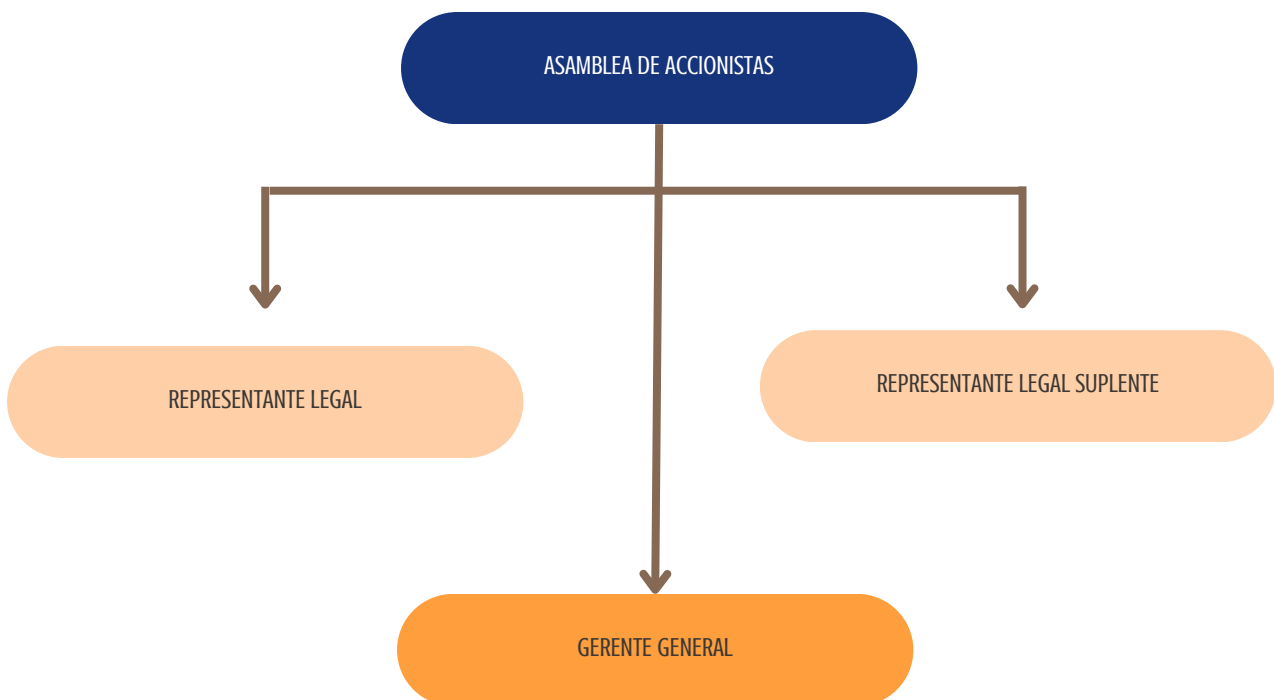 ASAMBLEA DE ACCIONISTAS
REPRESENTANTE LEGAL
REPRESENTANTE LEGAL SUPLENTE
GERENTE GENERAL